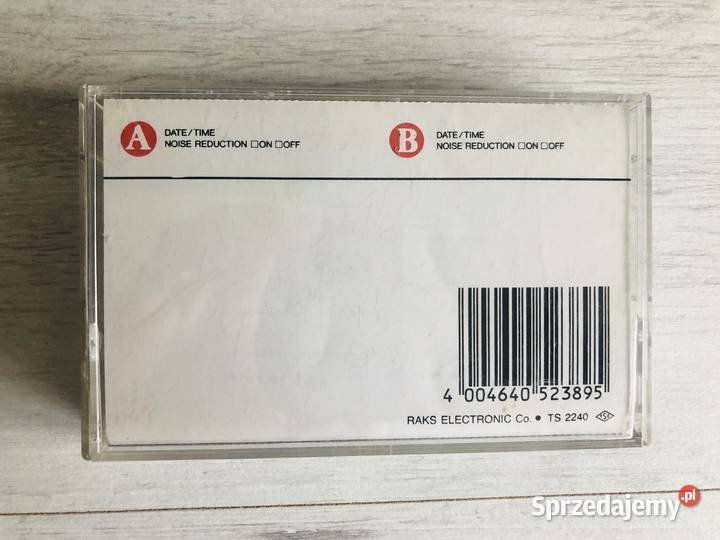 A DATE/TIME
NOISE REDUCTION □ON □OFF
B DATE/TIME
NOISE REDUCTION □ON □OFF
4 004640 523895
RAKS ELECTRONIC Co. ● TS 2240
Sprzedajemy.pl